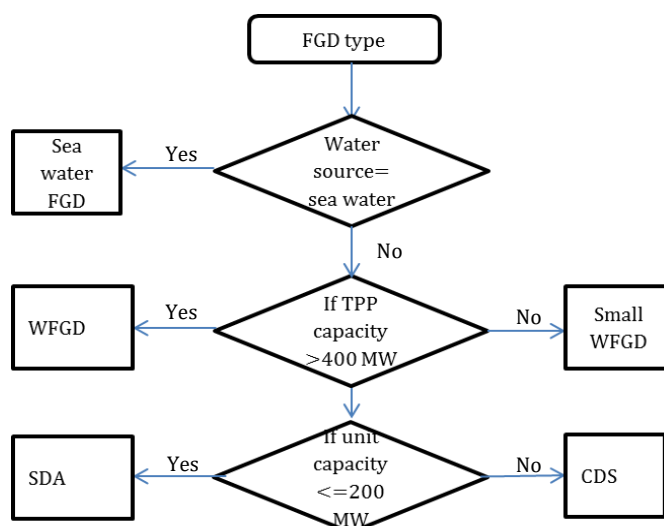 FGD type
Sea
water
FGD
Yes
Water
source=
sea water
No
WFGD
Yes
If TPP
capacity
>400 MW
No
Small
WFGD
SDA
Yes
If unit
capacity
<=200
MW
No
CDS